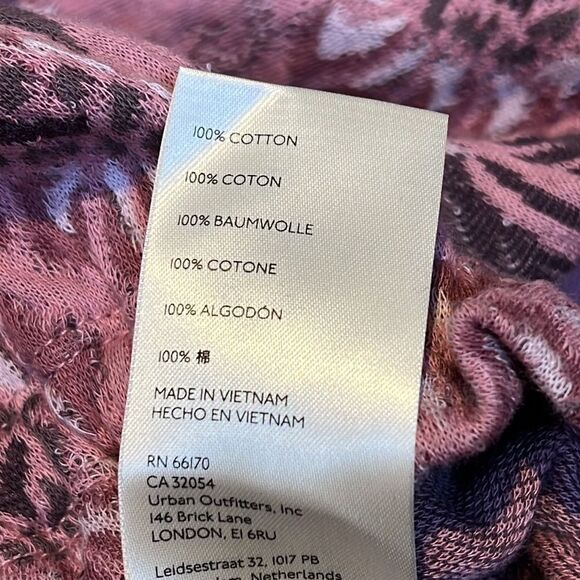 100% COTTON
100% COTON
100% BAUMWOLLE
100% COTONE
100% ALGODÓN
100% 棉
MADE IN VIETNAM
HECHO EN VIETNAM
RN 66170
CA 32054
Urban Outfitters, Inc
146 Brick Lane
LONDON, E1 6RU
Leidsestraat 32, 1017 PB
Netherlands